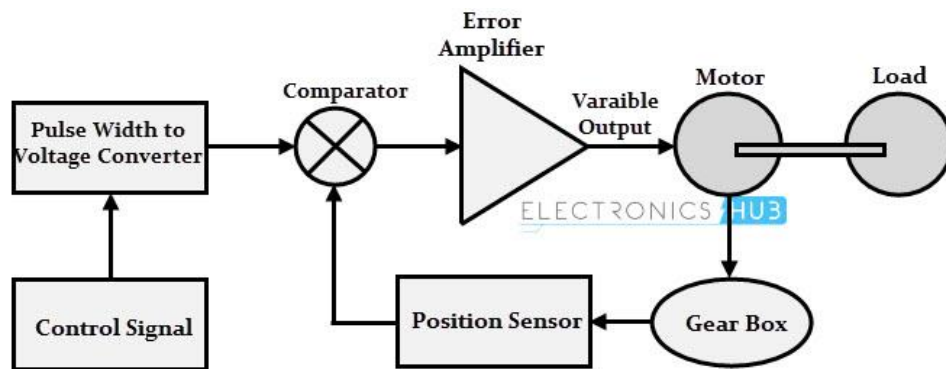 Error
Amplifier
Motor
Load
Comparator
Varaible
Output
Pulse Width to
Voltage Converter
ELECTRONICS HUB
Control Signal
Position Sensor
Gear Box